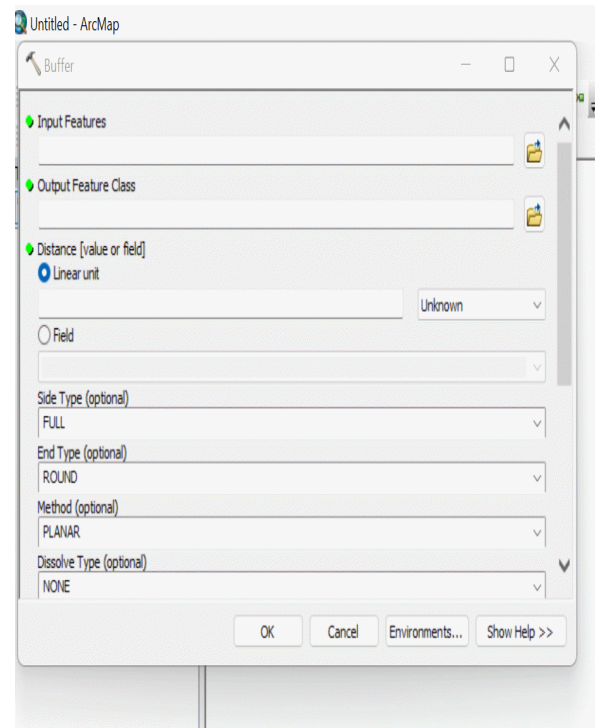 Untitled - ArcMap
Buffer
Input Features
Output Feature Class
Distance [value or field]
Linear unit
Unknown
Field
Side Type (optional)
FULL
End Type (optional)
ROUND
Method (optional)
PLANAR
Dissolve Type (optional)
NONE
OK Cancel Environments... Show Help >>